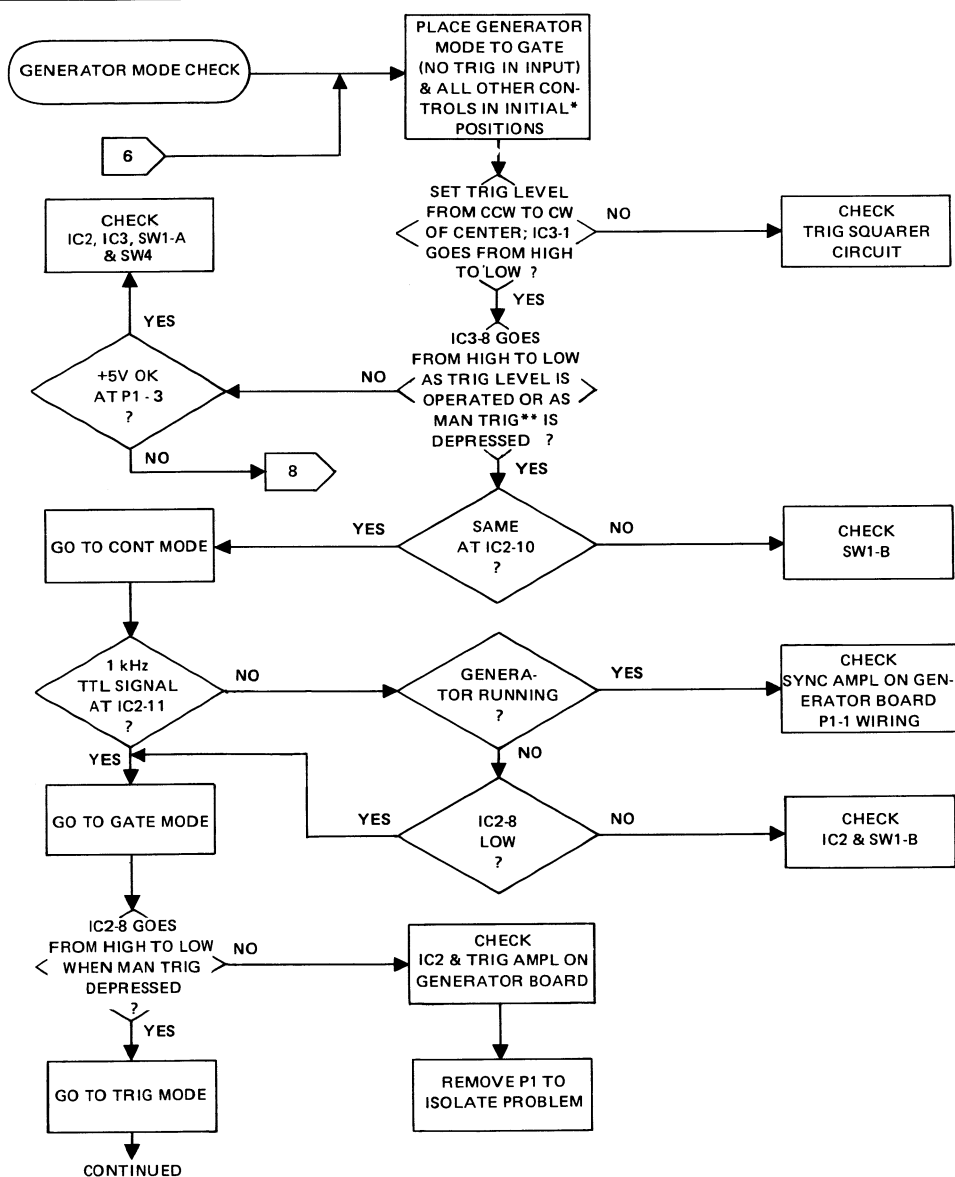 PLACE GENERATOR
MODE TO GATE
(NO TRIG IN INPUT)
& ALL OTHER CON-
TROLS IN INITIAL*
POSITIONS
GENERATOR MODE CHECK
6
SET TRIG LEVEL
FROM CCW TO CW
OF CENTER; IC3-1
GOES FROM HIGH
TO LOW ?
NO
CHECK
TRIG SQUARER
CIRCUIT
YES
CHECK
IC2, IC3, SW1-A
& SW4
YES
IC3-8 GOES
FROM HIGH TO LOW
AS TRIG LEVEL IS
OPERATED OR AS
MAN TRIG** IS
DEPRESSED ?
NO
+5V OK
AT P1 - 3
?
NO
8
YES
SAME
AT IC2-10
?
YES
NO
GO TO CONT MODE
CHECK
SW1-B
1 kHz
TTL SIGNAL
AT IC2-11
?
NO
GENERA-
TOR RUNNING
?
YES
CHECK
SYNC AMPL ON GEN-
ERATOR BOARD
P1-1 WIRING
YES
NO
GO TO GATE MODE
YES
IC2-8
LOW
?
NO
CHECK
IC2 & SW1-B
IC2-8 GOES
FROM HIGH TO LOW
WHEN MAN TRIG
DEPRESSED
?
NO
CHECK
IC2 & TRIG AMPL ON
GENERATOR BOARD
YES
GO TO TRIG MODE
REMOVE P1 TO
ISOLATE PROBLEM
CONTINUED